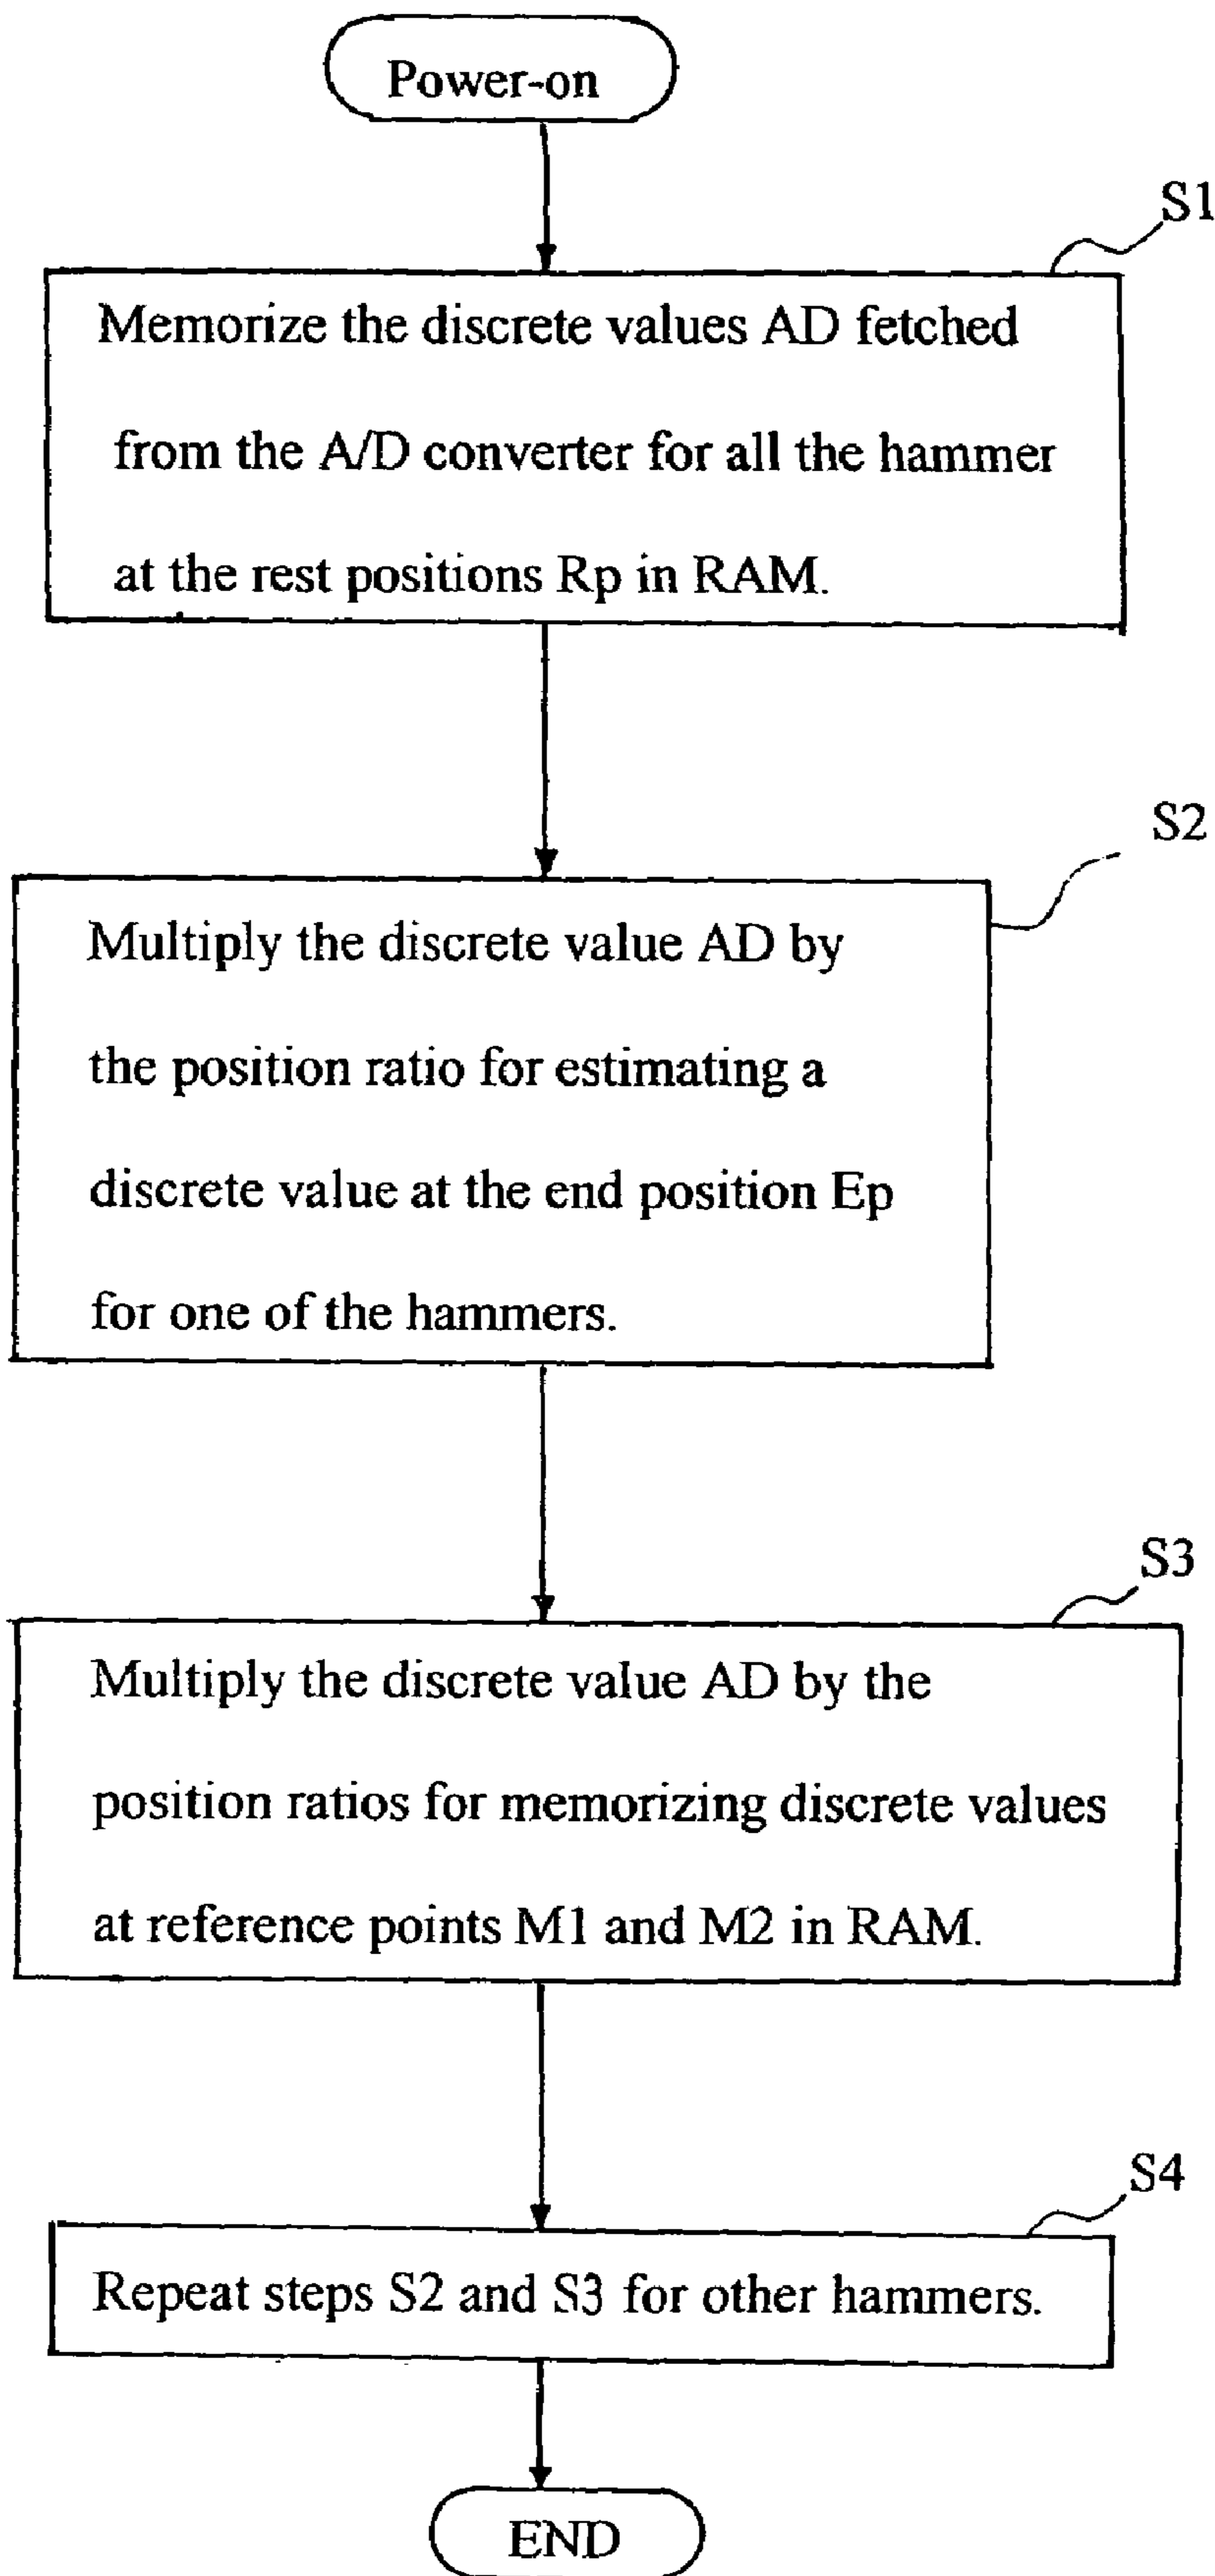 Power-on
S1
Memorize the discrete values AD fetched
from the A/D converter for all the hammer
at the rest positions Rp in RAM.
S2
Multiply the discrete value AD by
the position ratio for estimating a
discrete value at the end position Ep
for one of the hammers.
S3
Multiply the discrete value AD by the
position ratios for memorizing discrete values
at reference points M1 and M2 in RAM.
S4
Repeat steps S2 and S3 for other hammers.
END